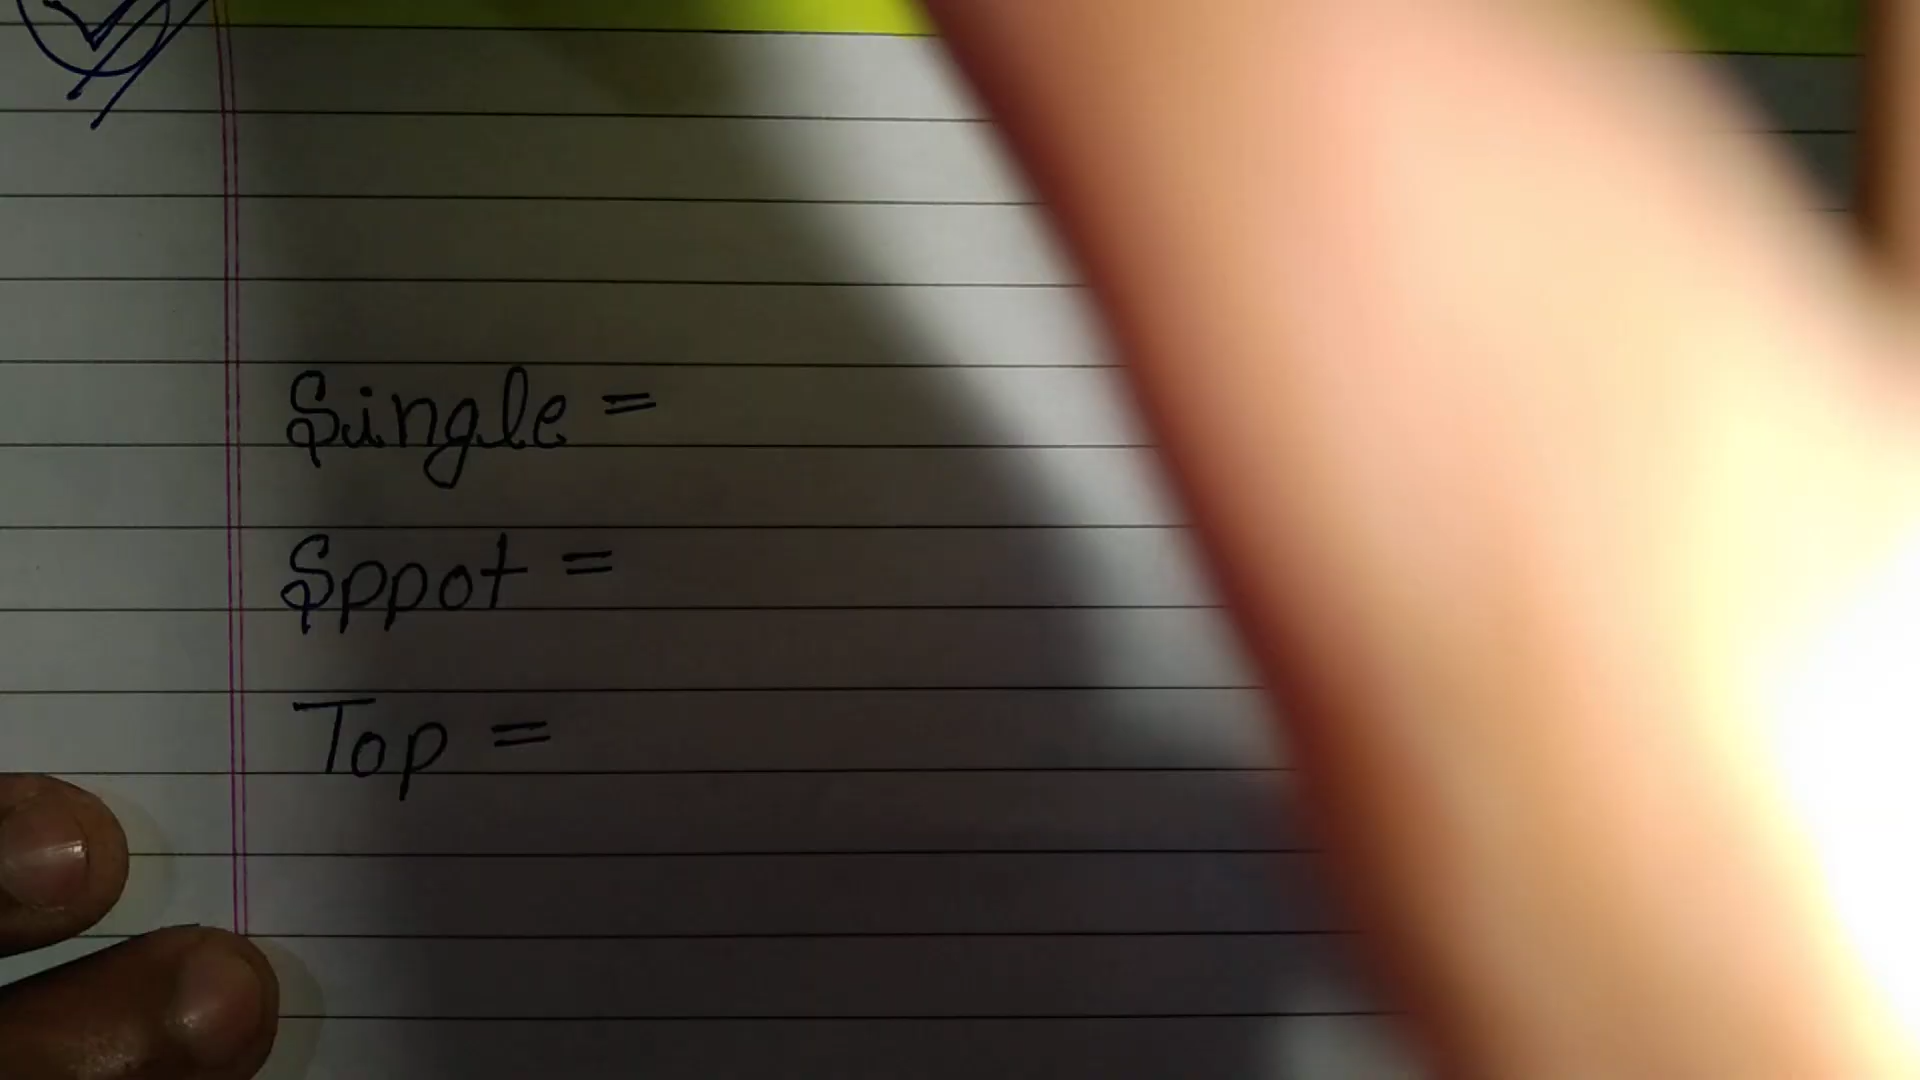 Single =
Sppot =
Top =